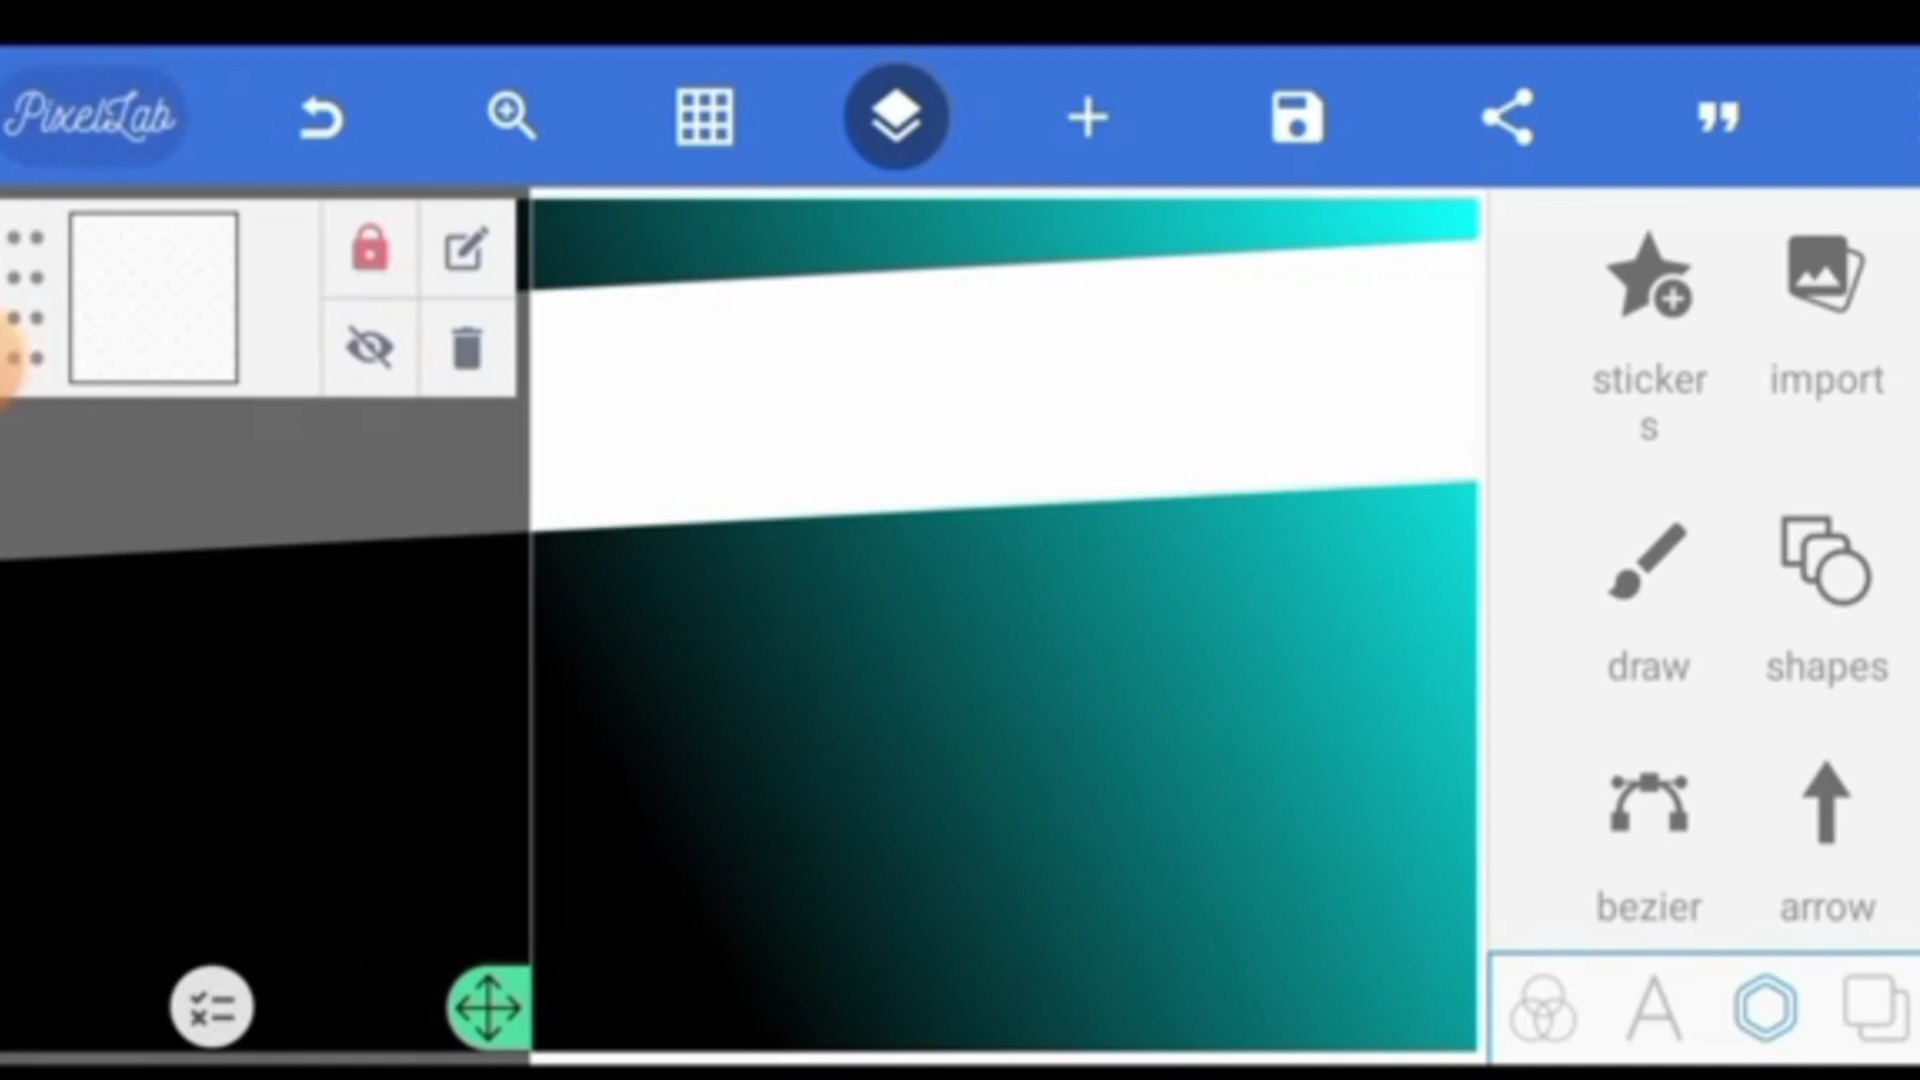 PixelLab
sticker
s
import
draw
shapes
bezier
arrow